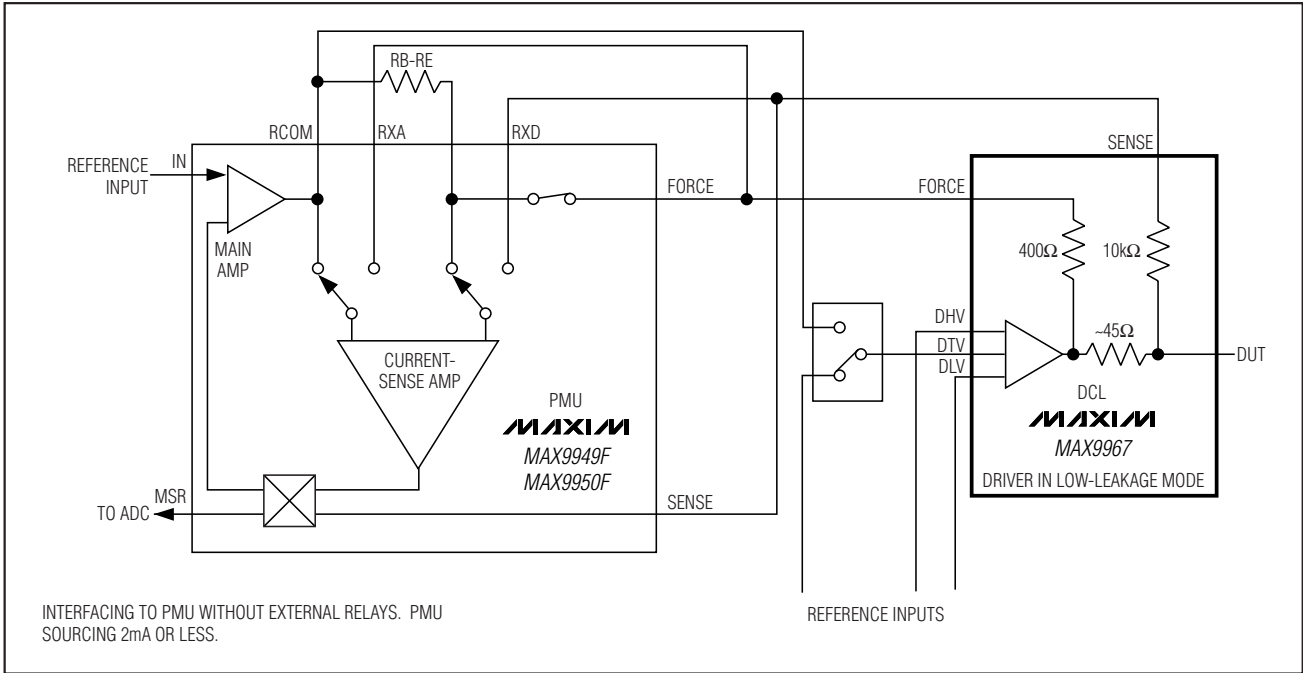 RB-RE
RCOM
RXA
RXD
SENSE
REFERENCE
INPUT
IN
FORCE
FORCE
MAIN
AMP
400Ω
10kΩ
DHV
~45Ω
DTV
DUT
DLV
CURRENT-
SENSE AMP
PMU
MAXIM
MAX9949F
MAX9950F
DCL
MAXIM
MAX9967
DRIVER IN LOW-LEAKAGE MODE
MSR
TO ADC
SENSE
REFERENCE INPUTS
INTERFACING TO PMU WITHOUT EXTERNAL RELAYS. PMU
SOURCING 2mA OR LESS.